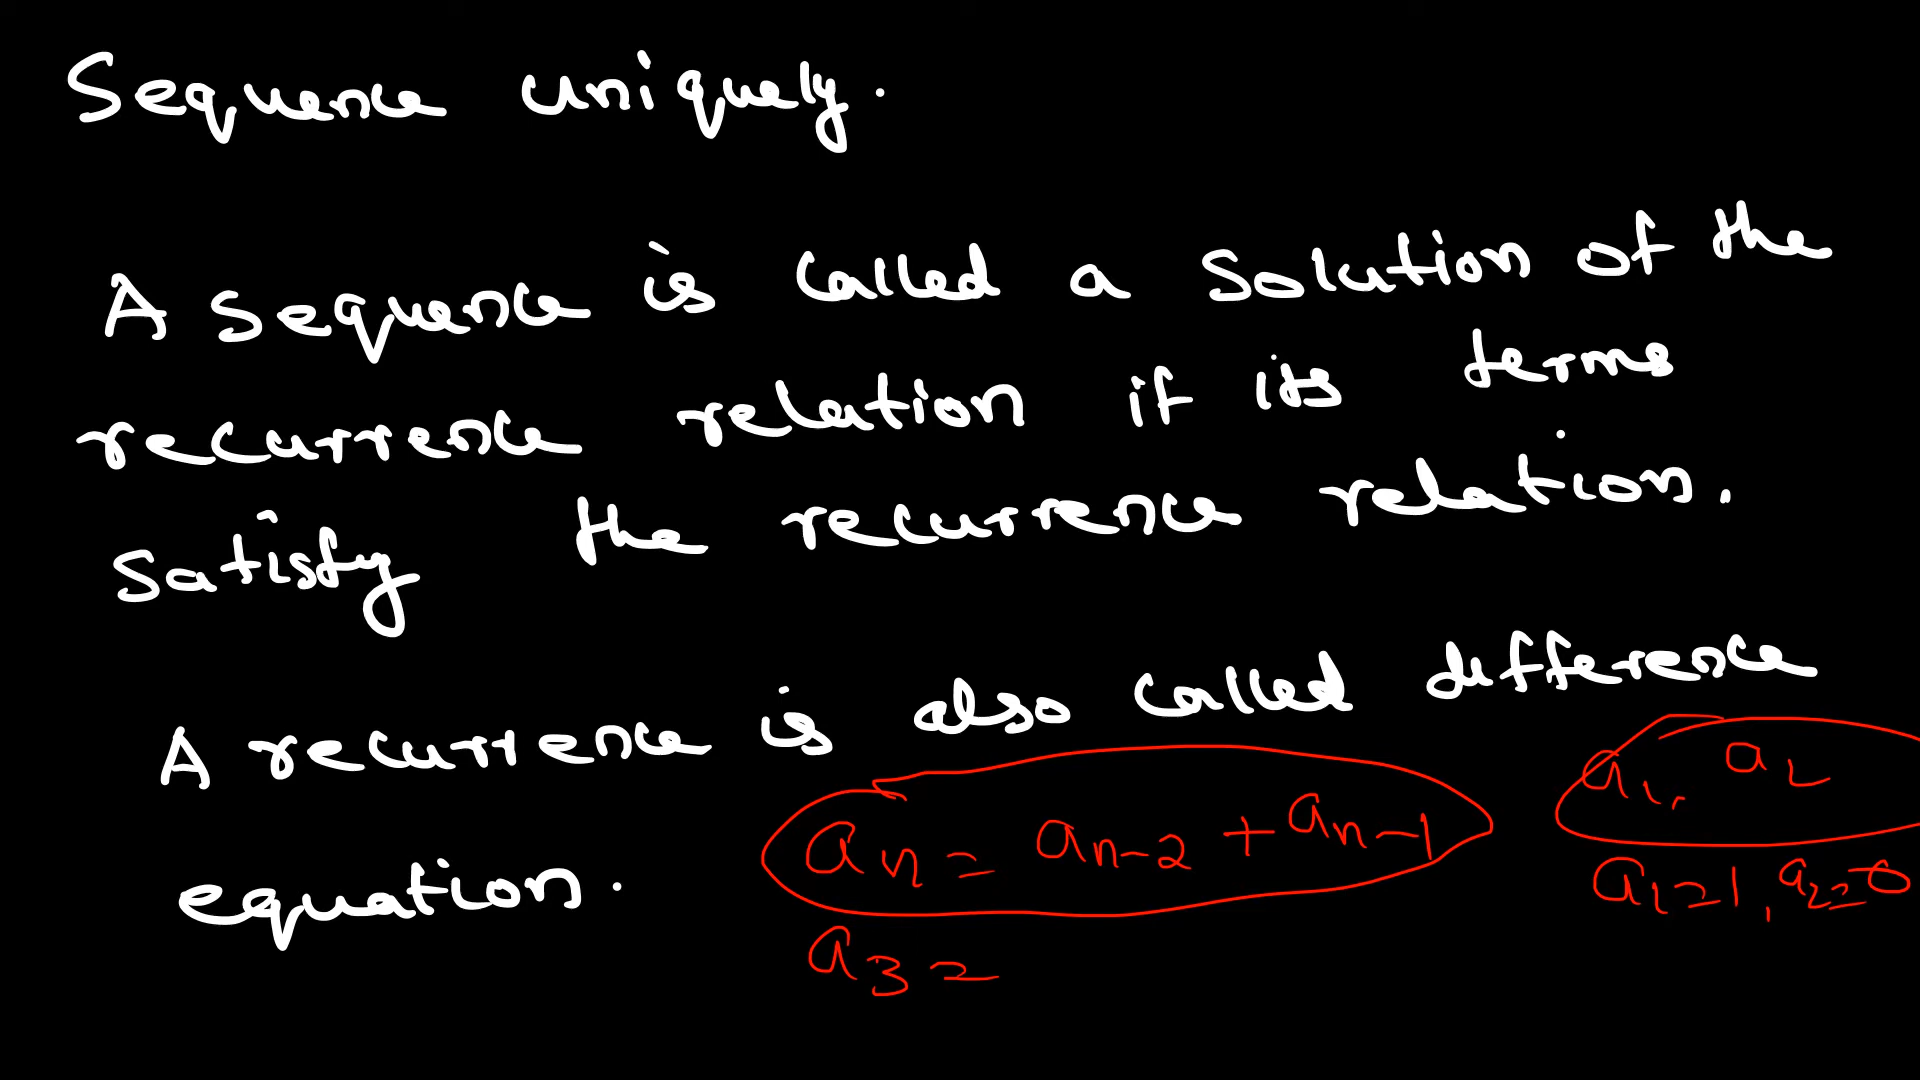 Sequence uniquely.
A sequence is called a solution of the
recurrence relation if its terms
satisfy the recurrence relation.
A recurrence is also called difference
equation.
a₁, a₂
aₙ = aₙ₋₂ + aₙ₋₁
a₁=1, a₂=0
a₃ =